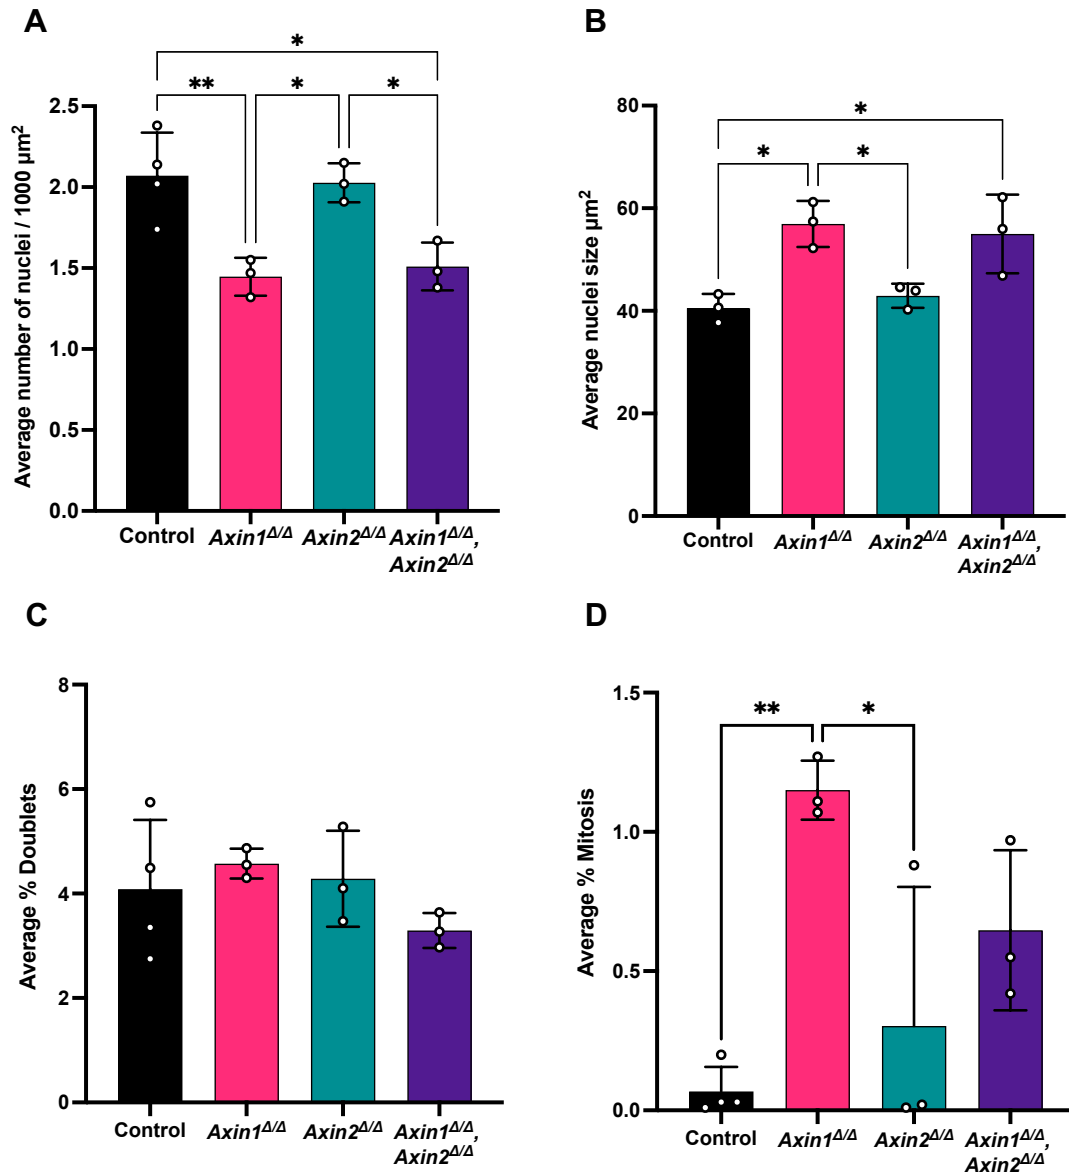 A
*
** * *
Average number of nuclei / 1000 µm²
2.5
2.0
1.5
1.0
0.5
0.0
Control Axin1Δ/Δ Axin2Δ/Δ Axin1Δ/Δ,
Axin2Δ/Δ
B
*
* *
Average nuclei size µm²
80
60
40
20
0
Control Axin1Δ/Δ Axin2Δ/Δ Axin1Δ/Δ,
Axin2Δ/Δ
C
Average % Doublets
8
6
4
2
0
Control Axin1Δ/Δ Axin2Δ/Δ Axin1Δ/Δ,
Axin2Δ/Δ
D
** *
Average % Mitosis
1.5
1.0
0.5
0.0
Control Axin1Δ/Δ Axin2Δ/Δ Axin1Δ/Δ,
Axin2Δ/Δ